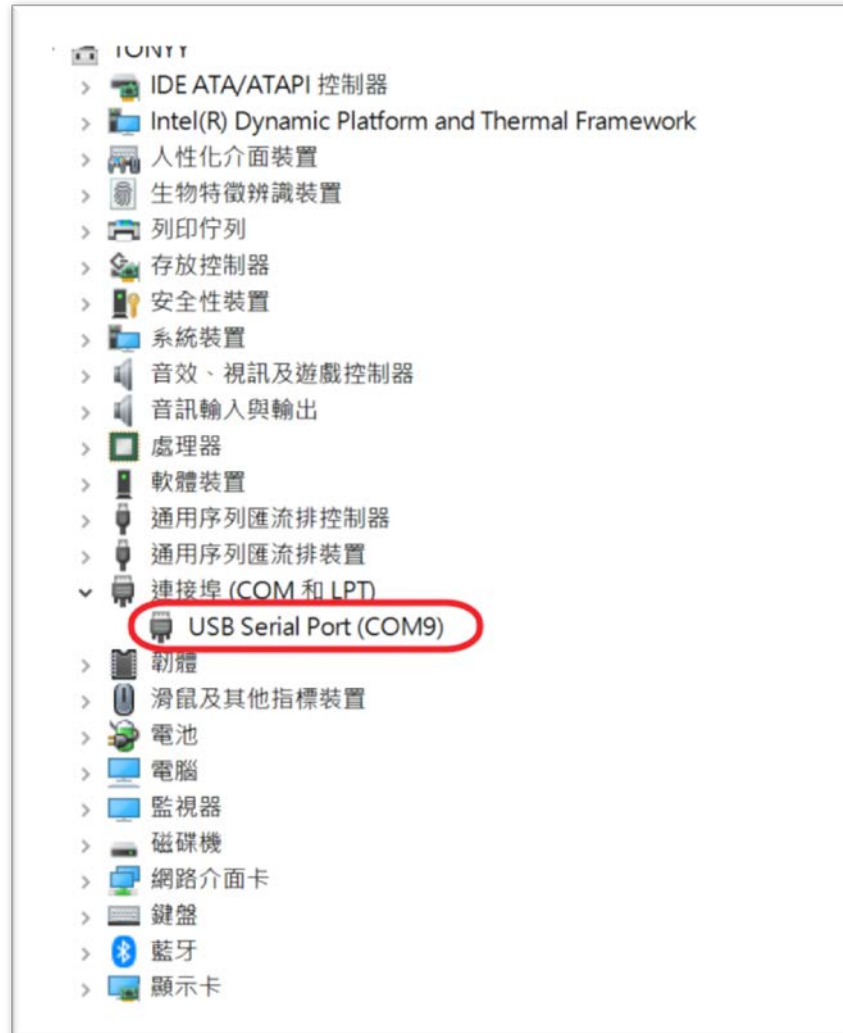 TONYY
IDE ATA/ATAPI 控制器
Intel(R) Dynamic Platform and Thermal Framework
人性化介面裝置
生物特徵辨識裝置
列印佇列
存放控制器
安全性裝置
系統裝置
音效、視訊及遊戲控制器
音訊輸入與輸出
處理器
軟體裝置
通用序列匯流排控制器
通用序列匯流排裝置
連接埠 (COM 和 LPT)
USB Serial Port (COM9)
韌體
滑鼠及其他指標裝置
電池
電腦
監視器
磁碟機
網路介面卡
鍵盤
藍牙
顯示卡